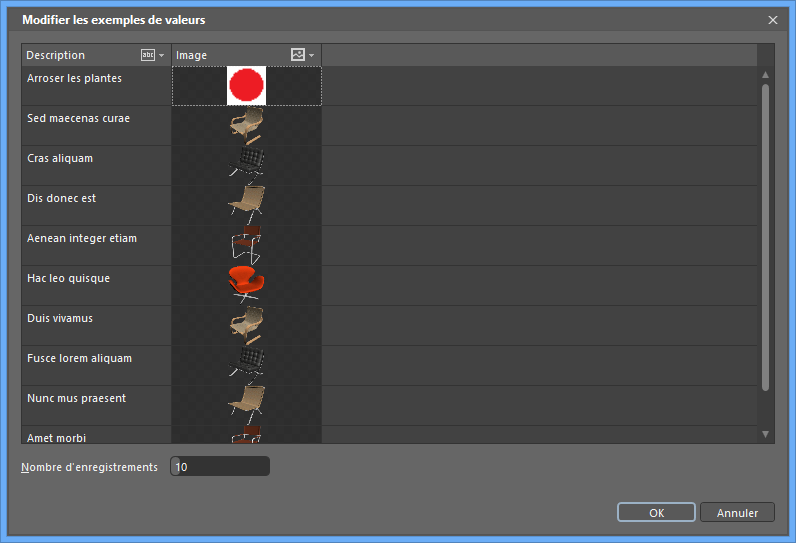 Modifier les exemples de valeurs
Description abc Image
Arroser les plantes
Sed maecenas curae
Cras aliquam
Dis donec est
Aenean integer etiam
Hac leo quisque
Duis vivamus
Fusce lorem aliquam
Nunc mus praesent
Amet morbi
Nombre d'enregistrements 10
OK Annuler